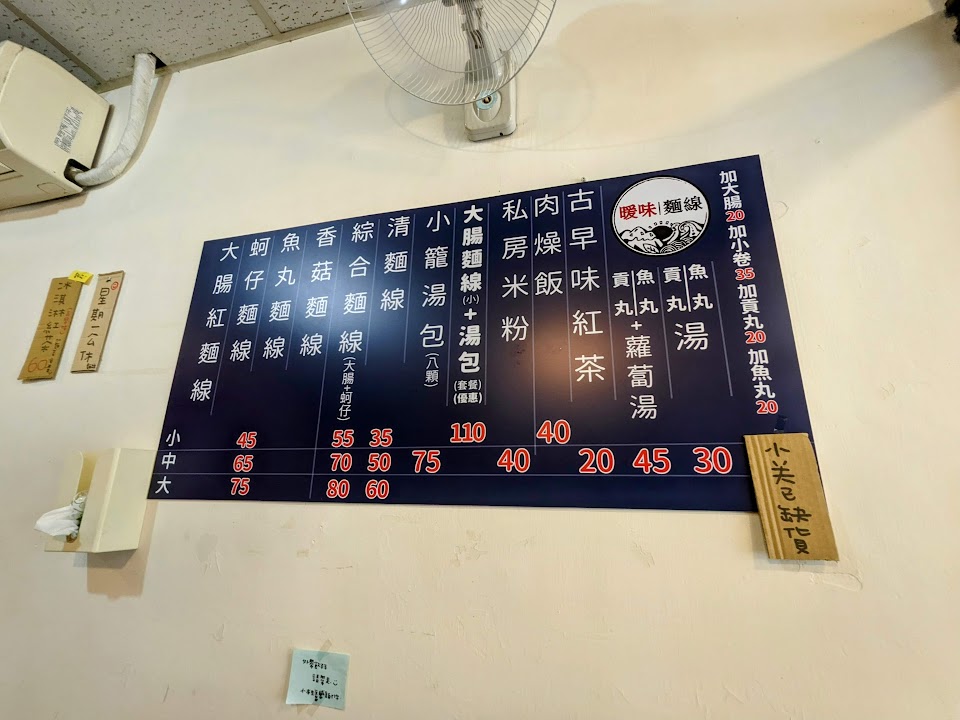 加大腸20
加小卷35
加貢丸20
加魚丸20
暖味 麵線
魚丸 貢丸 湯
30
魚丸 貢丸 + 蘿蔔湯
45
古早味紅茶
20
肉燥飯
40
私房米粉
40
大腸麵線(小)+湯包(套餐)(優惠)
110
小籠湯包(八顆)
75
清麵線
35
50
60
綜合麵線(大腸+蚵仔)
55
70
80
香菇麵線
魚丸麵線
蚵仔麵線
大腸紅麵線
45
65
75
小
中
大
小卷已缺貨
星期二公休
60